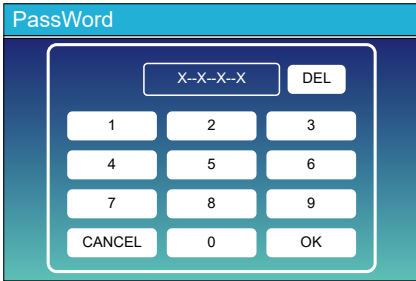 PassWord
X--X--X--X DEL
1 2 3
4 5 6
7 8 9
CANCEL 0 OK